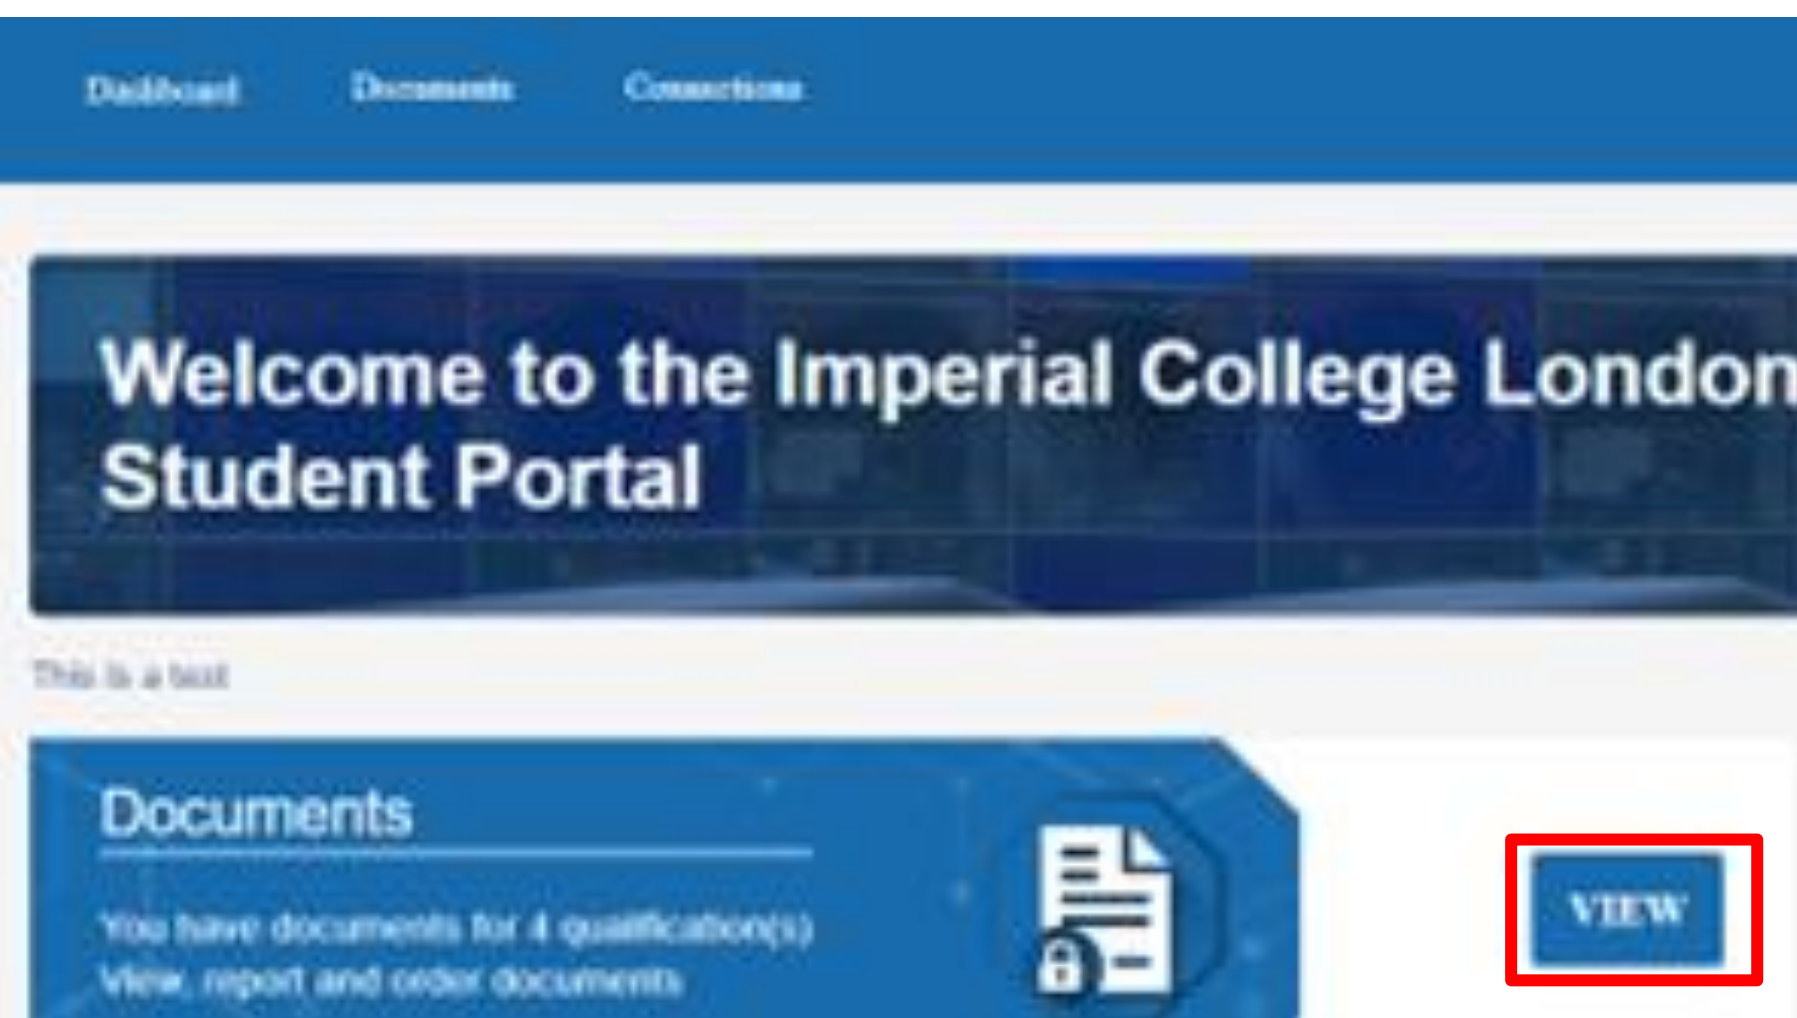 Dashboard Documents Connections
Welcome to the Imperial College London
Student Portal
This is a test
Documents
You have documents for 4 qualification(s)
View, report and order documents
VIEW